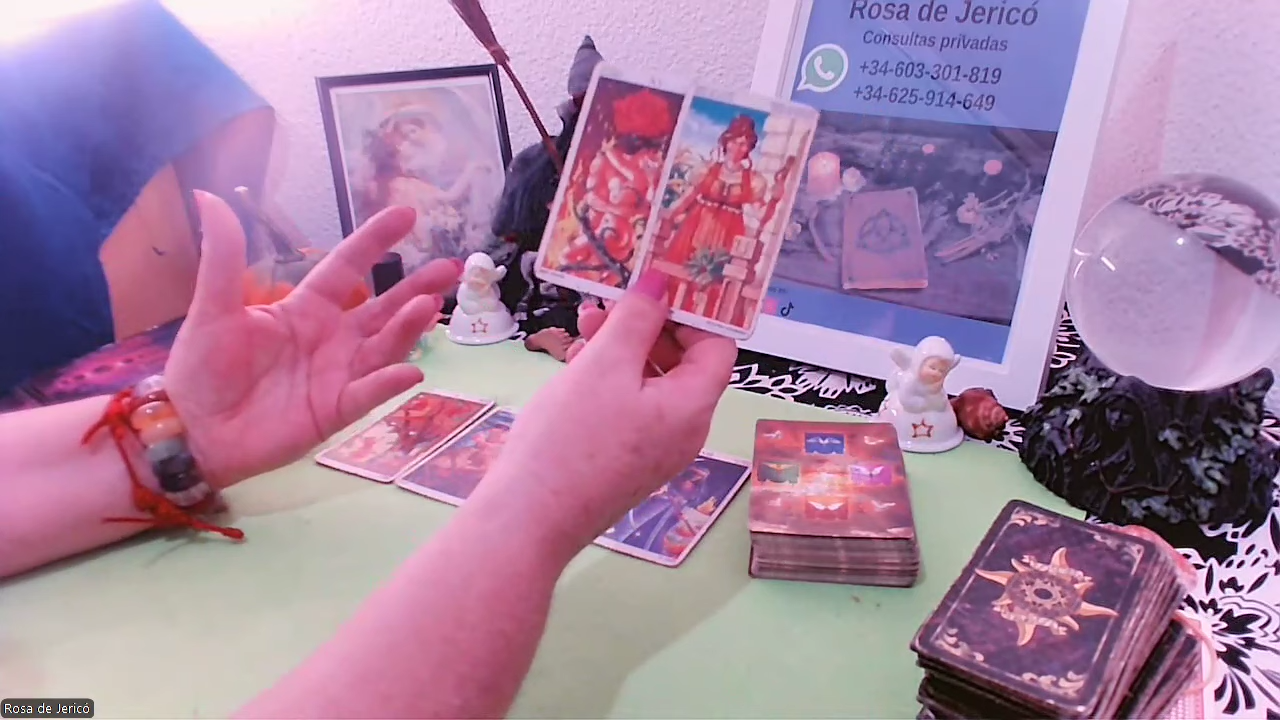 Rosa de Jericó
Consultas privadas
+34-603-301-819
+34-625-914-649
Rosa de Jericó